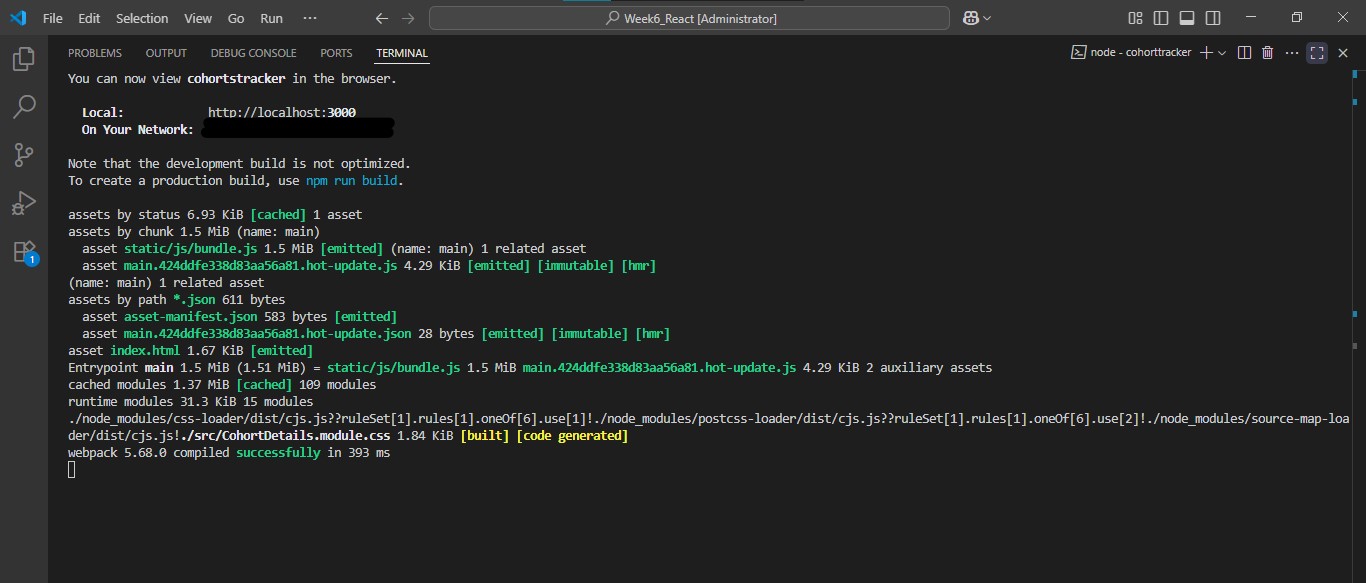 File Edit Selection View Go Run ··· Week6_React [Administrator]
PROBLEMS OUTPUT DEBUG CONSOLE PORTS TERMINAL node - cohorttracker
You can now view cohortstracker in the browser.
Local: http://localhost:3000
On Your Network:
Note that the development build is not optimized.
To create a production build, use npm run build.
assets by status 6.93 KiB [cached] 1 asset
assets by chunk 1.5 MiB (name: main)
asset static/js/bundle.js 1.5 MiB [emitted] (name: main) 1 related asset
asset main.424ddfe338d83aa56a81.hot-update.js 4.29 KiB [emitted] [immutable] [hmr]
(name: main) 1 related asset
assets by path *.json 611 bytes
asset asset-manifest.json 583 bytes [emitted]
asset main.424ddfe338d83aa56a81.hot-update.json 28 bytes [emitted] [immutable] [hmr]
asset index.html 1.67 KiB [emitted]
Entrypoint main 1.5 MiB (1.51 MiB) = static/js/bundle.js 1.5 MiB main.424ddfe338d83aa56a81.hot-update.js 4.29 KiB 2 auxiliary assets
cached modules 1.37 MiB [cached] 109 modules
runtime modules 31.3 KiB 15 modules
./node_modules/css-loader/dist/cjs.js??ruleSet[1].rules[1].oneOf[6].use[1]!./node_modules/postcss-loader/dist/cjs.js??ruleSet[1].rules[1].oneOf[6].use[2]!./node_modules/source-map-loa
der/dist/cjs.js!./src/CohortDetails.module.css 1.84 KiB [built] [code generated]
webpack 5.68.0 compiled successfully in 393 ms
1